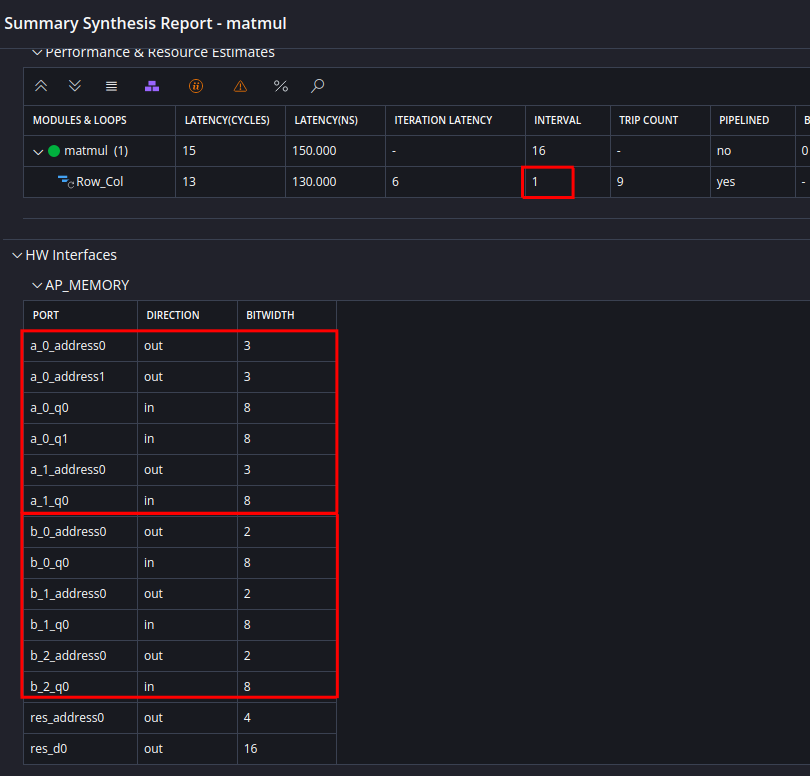 Summary Synthesis Report - matmul
Performance & Resource Estimates
%
MODULES & LOOPS LATENCY(CYCLES) LATENCY(NS) ITERATION LATENCY INTERVAL TRIP COUNT PIPELINED B
matmul (1) 15 150.000 - 16 - no 0
Row_Col 13 130.000 6 1 9 yes -
HW Interfaces
AP_MEMORY
PORT DIRECTION BITWIDTH
a_0_address0 out 3
a_0_address1 out 3
a_0_q0 in 8
a_0_q1 in 8
a_1_address0 out 3
a_1_q0 in 8
b_0_address0 out 2
b_0_q0 in 8
b_1_address0 out 2
b_1_q0 in 8
b_2_address0 out 2
b_2_q0 in 8
res_address0 out 4
res_d0 out 16